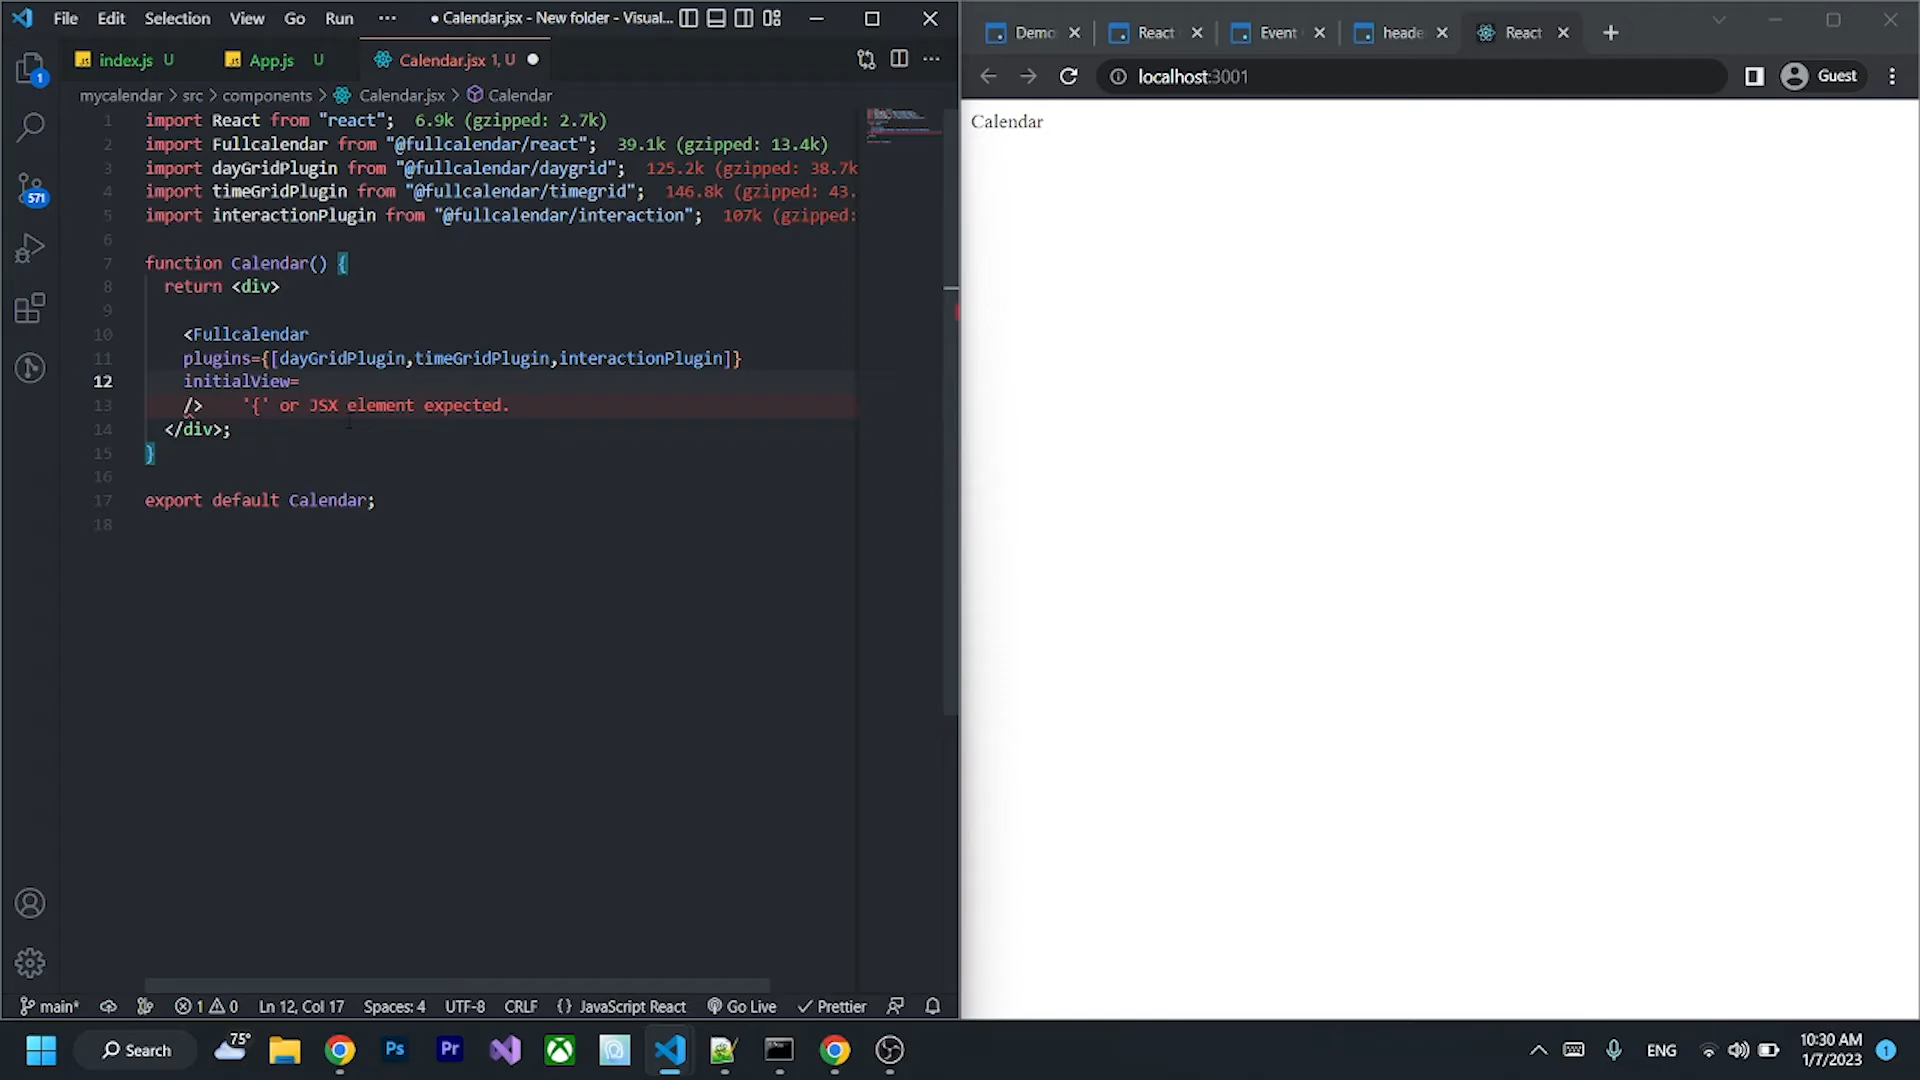 File Edit Selection View Go Run ··· ● Calendar.jsx - New folder - Visual...
index.js U App.js U Calendar.jsx 1, U
mycalendar > src > components > Calendar.jsx > Calendar
1 import React from "react"; 6.9k (gzipped: 2.7k)
2 import Fullcalendar from "@fullcalendar/react"; 39.1k (gzipped: 13.4k)
3 import dayGridPlugin from "@fullcalendar/daygrid"; 125.2k (gzipped: 38.7k
4 import timeGridPlugin from "@fullcalendar/timegrid"; 146.8k (gzipped: 43.
5 import interactionPlugin from "@fullcalendar/interaction"; 107k (gzipped:
6
7 function Calendar() {
8 return <div>
9
10 <Fullcalendar
11 plugins={[dayGridPlugin,timeGridPlugin,interactionPlugin]}
12 initialView=
13 /> '{' or JSX element expected.
14 </div>;
15 }
16
17 export default Calendar;
18
1
571
main* 1 0 Ln 12, Col 17 Spaces: 4 UTF-8 CRLF {} JavaScript React Go Live Prettier
Demo React Event heade React
localhost:3001 Guest
Calendar
Search 75° Ps Pr ENG 10:30 AM
1/7/2023 1